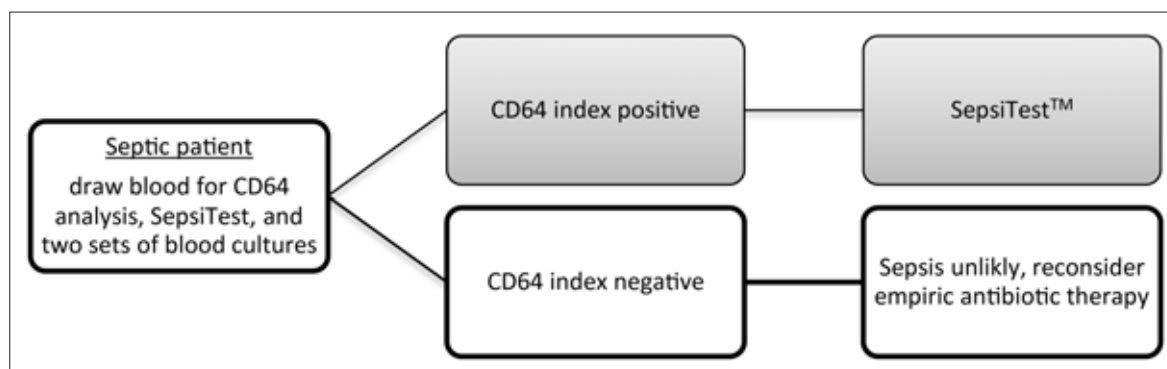 Septic patient
draw blood for CD64
analysis, SepsiTest, and
two sets of blood cultures
CD64 index positive
SepsiTest™
CD64 index negative
Sepsis unlikly, reconsider
empiric antibiotic therapy